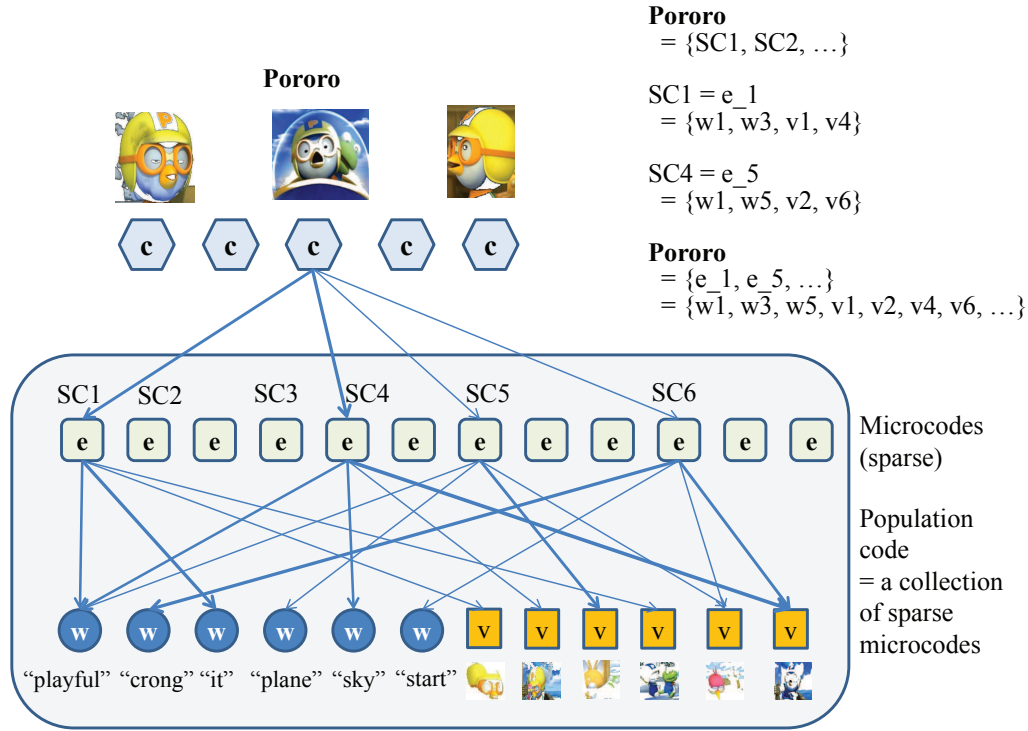 Pororo
Pororo
= {SC1, SC2, …}
SC1 = e_1
= {w1, w3, v1, v4}
SC4 = e_5
= {w1, w5, v2, v6}
Pororo
= {e_1, e_5, …}
= {w1, w3, w5, v1, v2, v4, v6, …}
P
c c c c c
SC1 SC2 SC3 SC4 SC5 SC6
e e e e e e e e e e e e
Microcodes
(sparse)
Population
code
= a collection
of sparse
microcodes
w w w w w w v v v v v v
“playful” “crong” “it” “plane” “sky” “start”